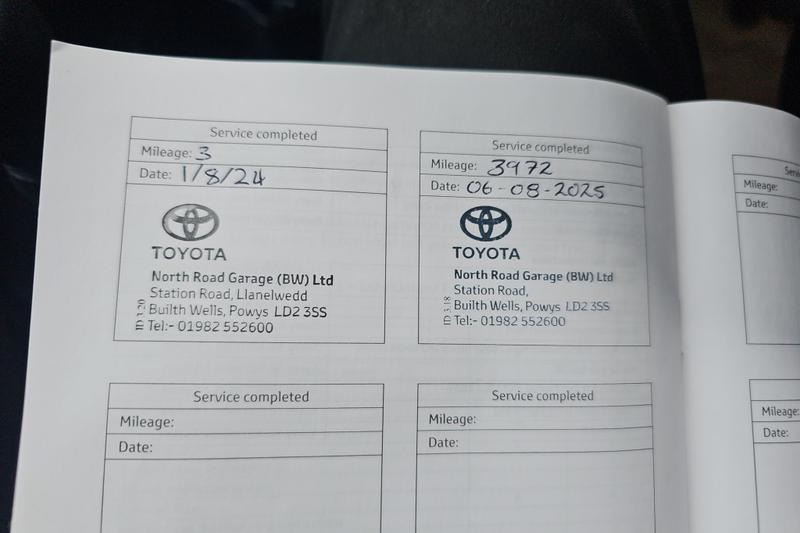 Service completed
Mileage: 3
Date: 1/8/24
TOYOTA
North Road Garage (BW) Ltd
Station Road, Llanelwedd
Builth Wells, Powys LD2 3SS
Tel:- 01982 552600
Service completed
Mileage: 3972
Date: 06-08-2025
TOYOTA
North Road Garage (BW) Ltd
Station Road,
Builth Wells, Powys LD2 3SS
Tel:- 01982 552600
Mileage:
Date:
Service completed
Mileage:
Date:
Service completed
Mileage:
Date:
Mileage:
Date: